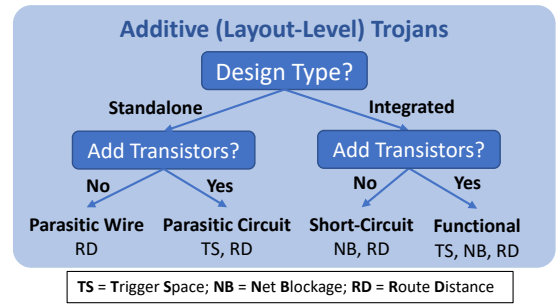 Additive (Layout-Level) Trojans
Design Type?
Standalone Integrated
Add Transistors? Add Transistors?
No Yes No Yes
Parasitic Wire Parasitic Circuit Short-Circuit Functional
RD TS, RD NB, RD TS, NB, RD
TS = Trigger Space; NB = Net Blockage; RD = Route Distance